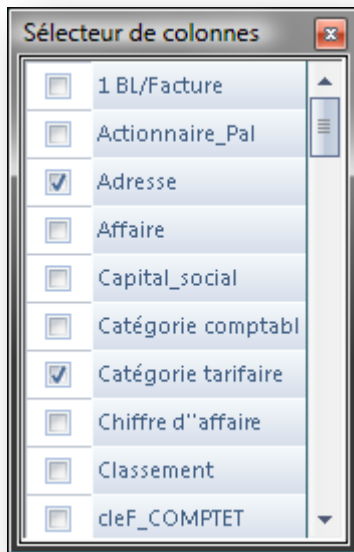 Sélecteur de colonnes
1 BL/Facture
Actionnaire_Pal
Adresse
Affaire
Capital_social
Catégorie comptabl
Catégorie tarifaire
Chiffre d''affaire
Classement
cleF_COMPTET